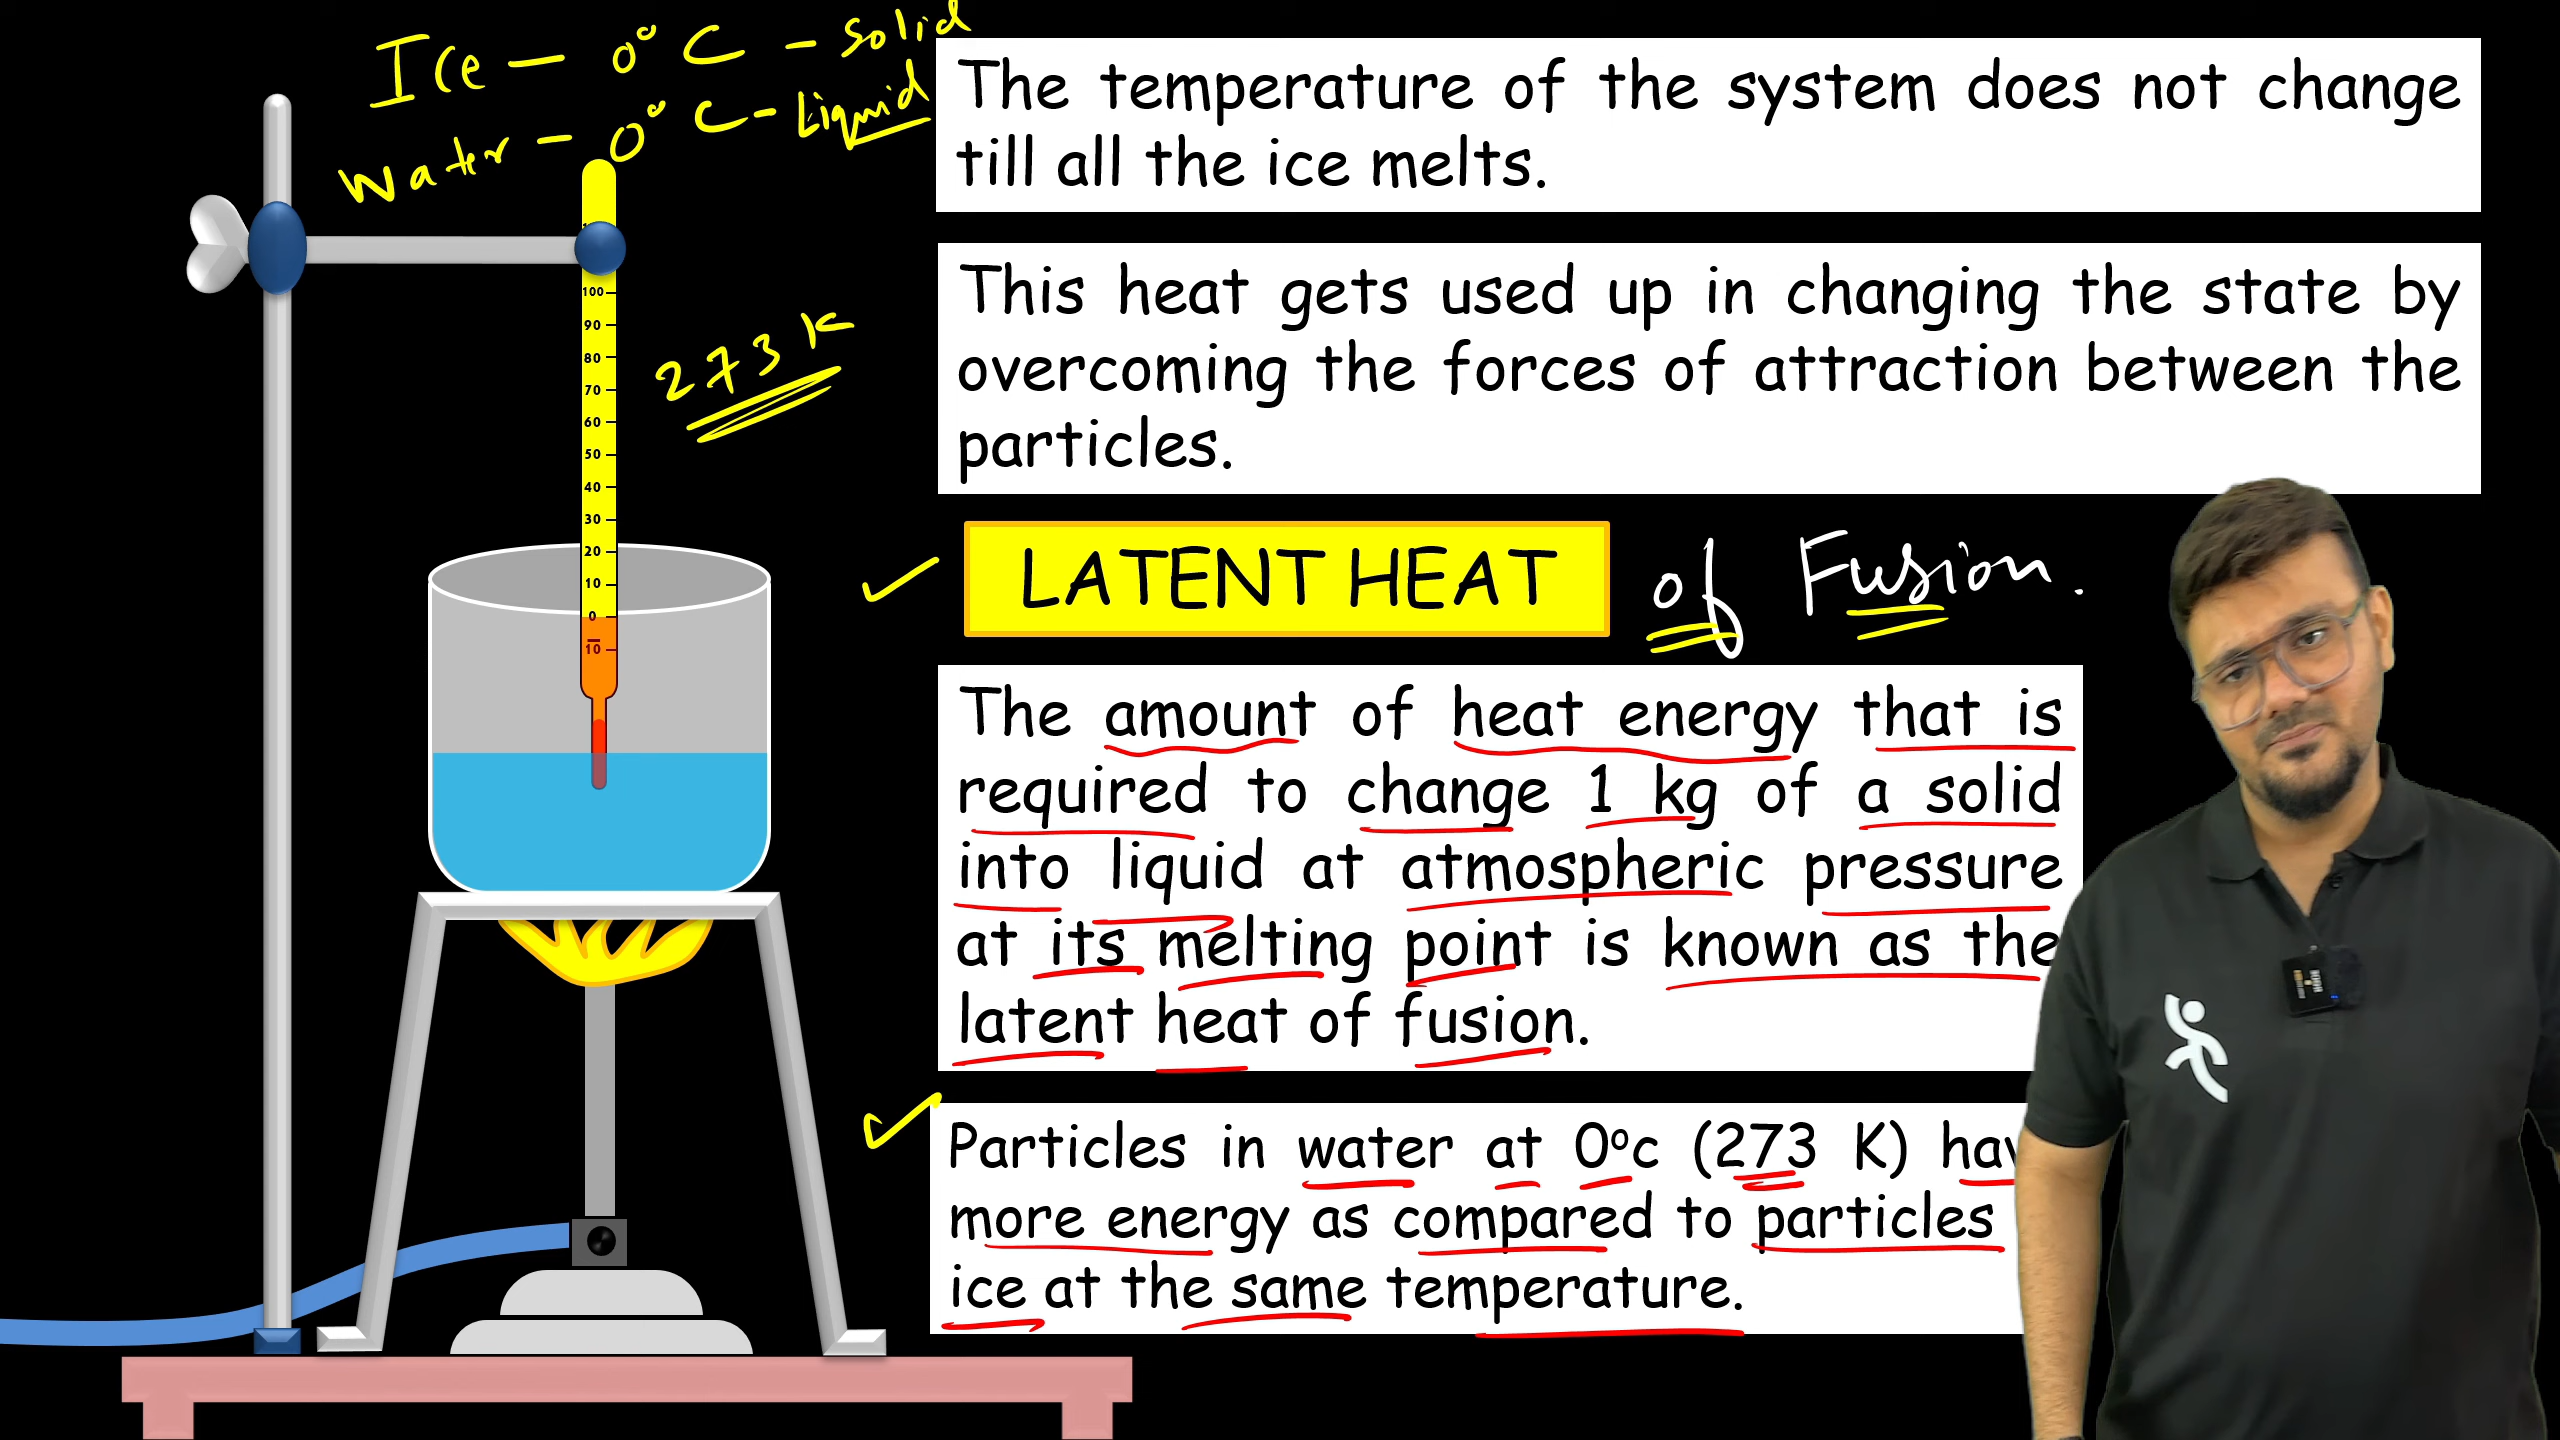 Ice – 0° C – Solid
Water – 0° C – Liquid
The temperature of the system does not change
till all the ice melts.
This heat gets used up in changing the state by
overcoming the forces of attraction between the
particles.
273 K
100
90
80
70
60
50
40
30
20
10
0
10
LATENT HEAT of Fusion.
The amount of heat energy that is
required to change 1 kg of a solid
into liquid at atmospheric pressure
at its melting point is known as the
latent heat of fusion.
Particles in water at 0°c (273 K) hav
more energy as compared to particles
ice at the same temperature.